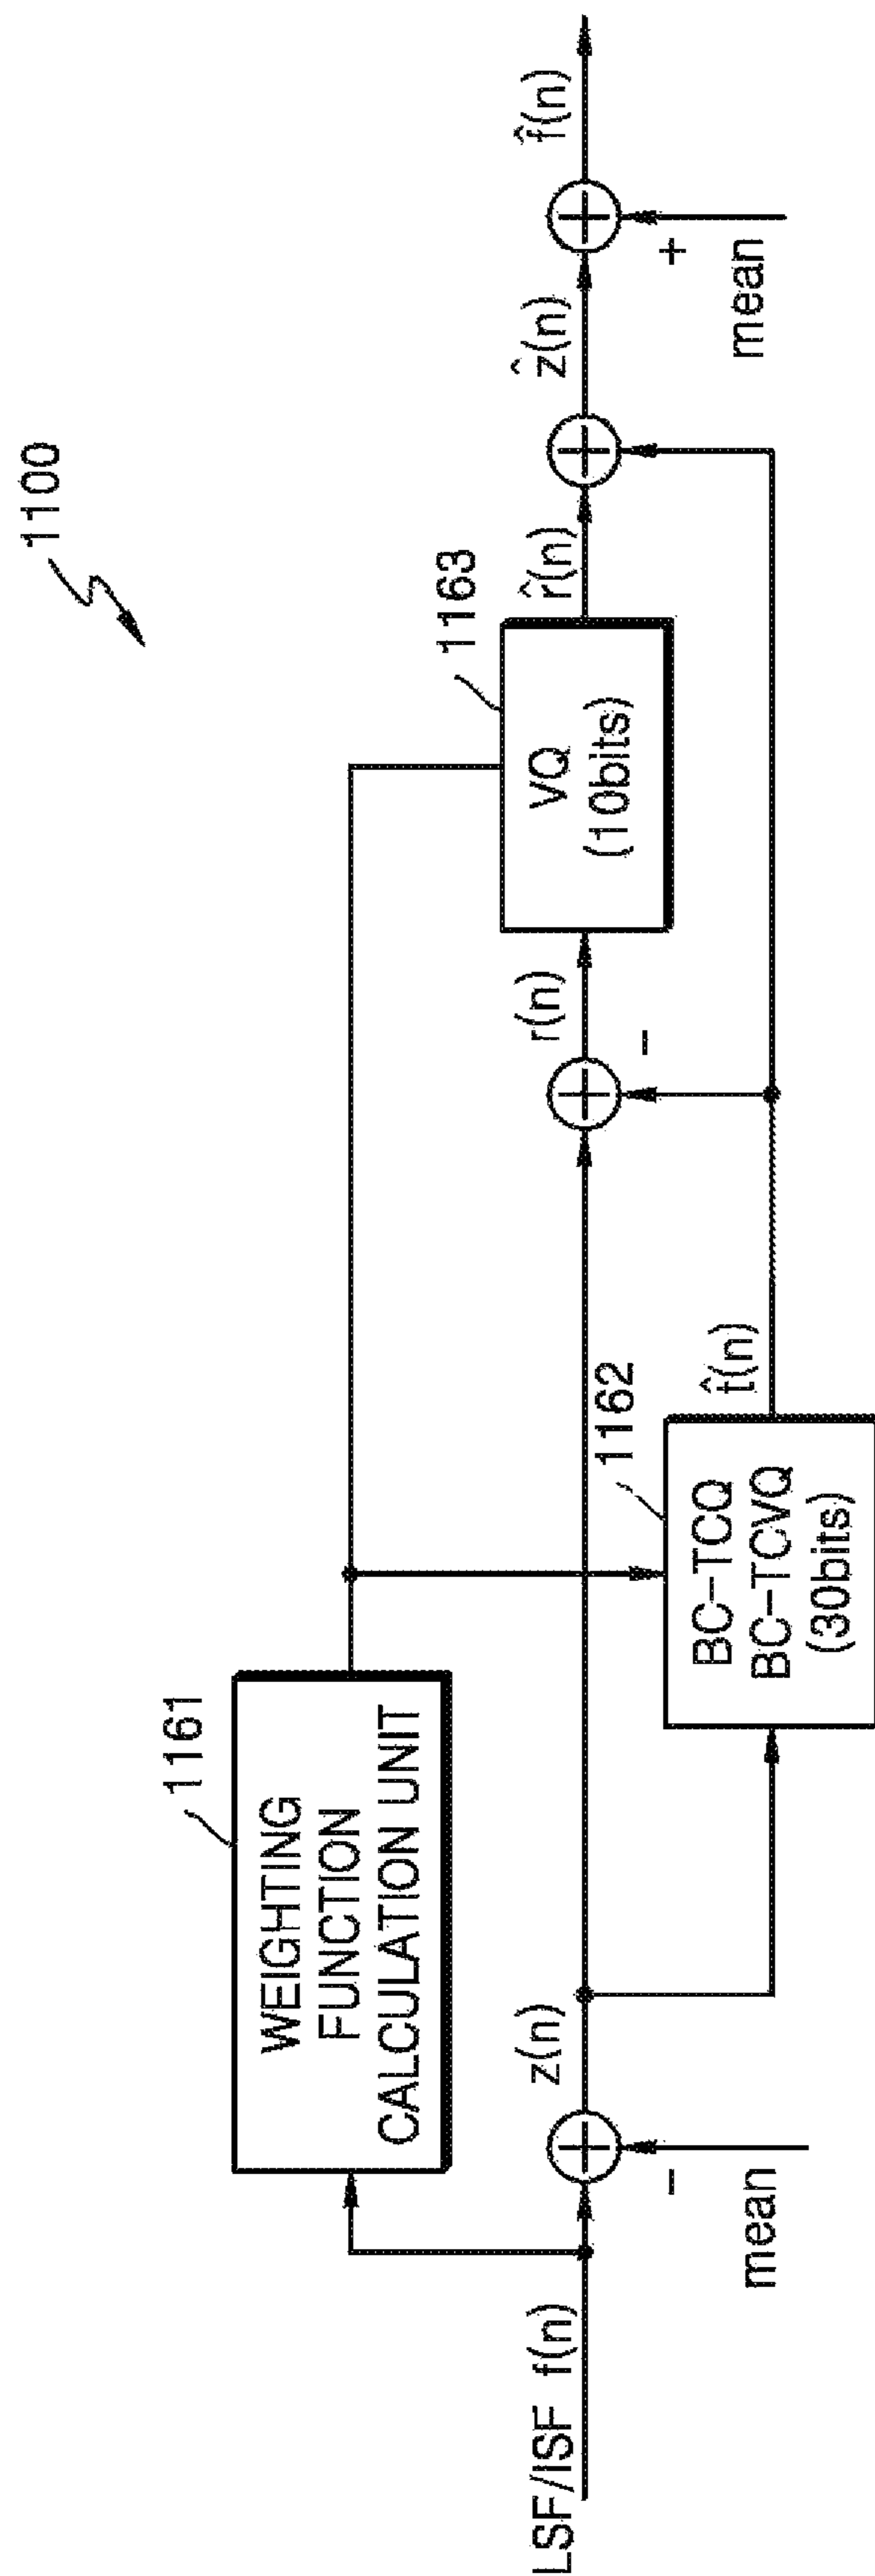 1100
1161
WEIGHTING
FUNCTION
CALCULATION UNIT
1163
VQ
(10bits)
LSF/ISF f(n)
z(n)
r(n)
r̂(n)
ẑ(n)
f̂(n)
-
mean
-
+
mean
1162
BC-TCQ
BC-TCVQ
(30bits)
t̂(n)